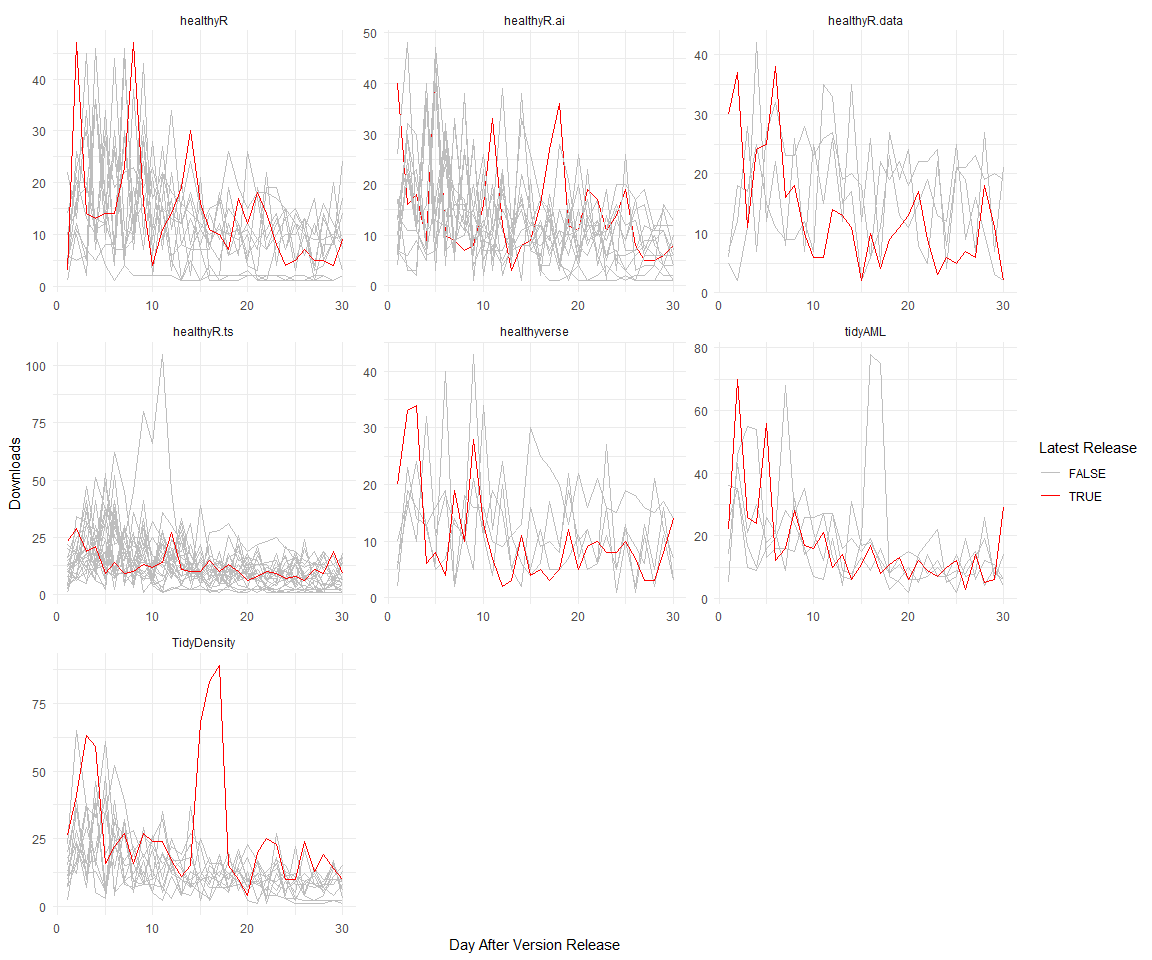 healthyR healthyR.ai healthyR.data
50
40 40 40
30 30 30
20 20 20
10 10 10
0 0 0
0 10 20 30 0 10 20 30 0 10 20 30
healthyR.ts healthyverse tidyAML
100 40 80
75 30 60
50 20 40
25 10 20
0 0 0
0 10 20 30 0 10 20 30 0 10 20 30
Downloads
Latest Release
FALSE
TRUE
TidyDensity
75
50
25
0
0 10 20 30
Day After Version Release